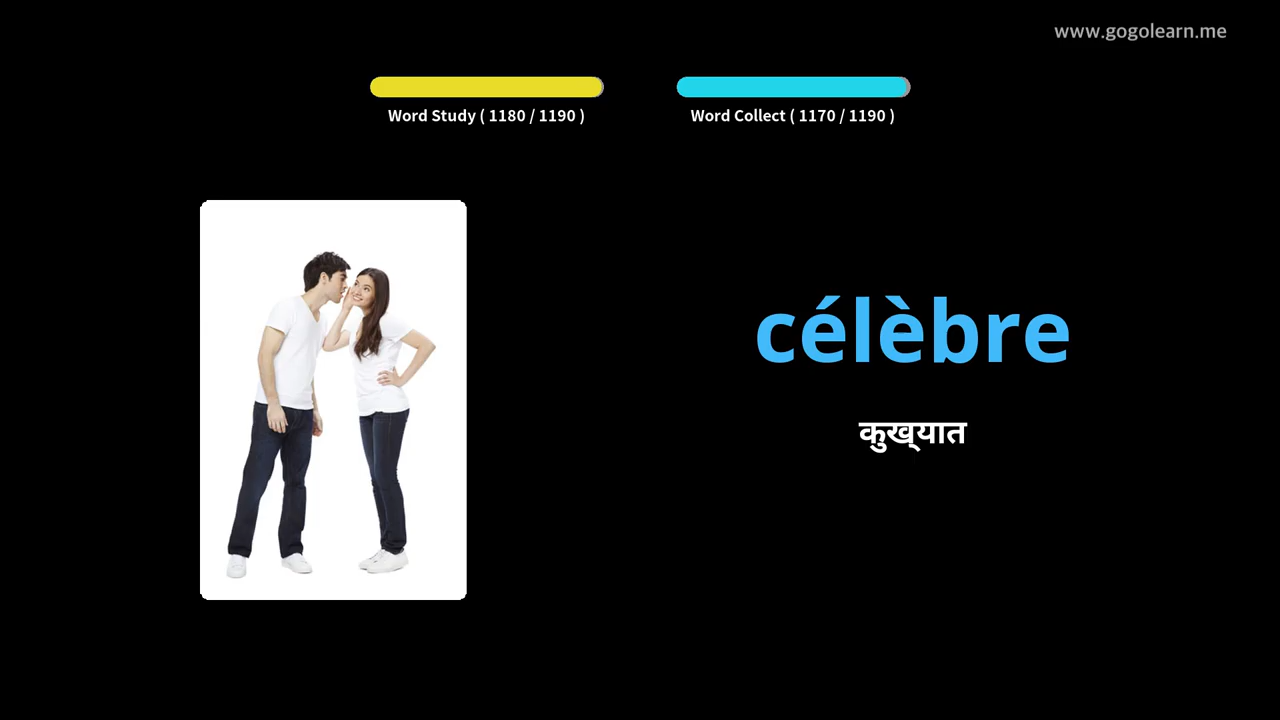 www.gogolearn.me
Word Study ( 1180 / 1190 )
Word Collect ( 1170 / 1190 )
célèbre
कुख्यात